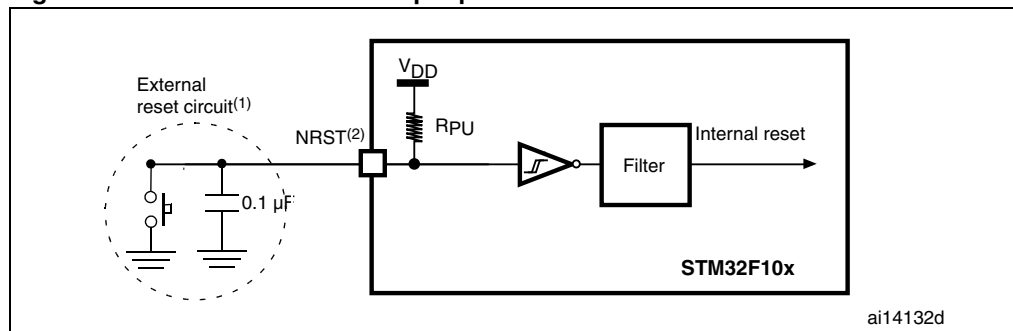 VDD
External
reset circuit(1)
NRST(2)
RPU
Internal reset
Filter
0.1 µF
STM32F10x
ai14132d